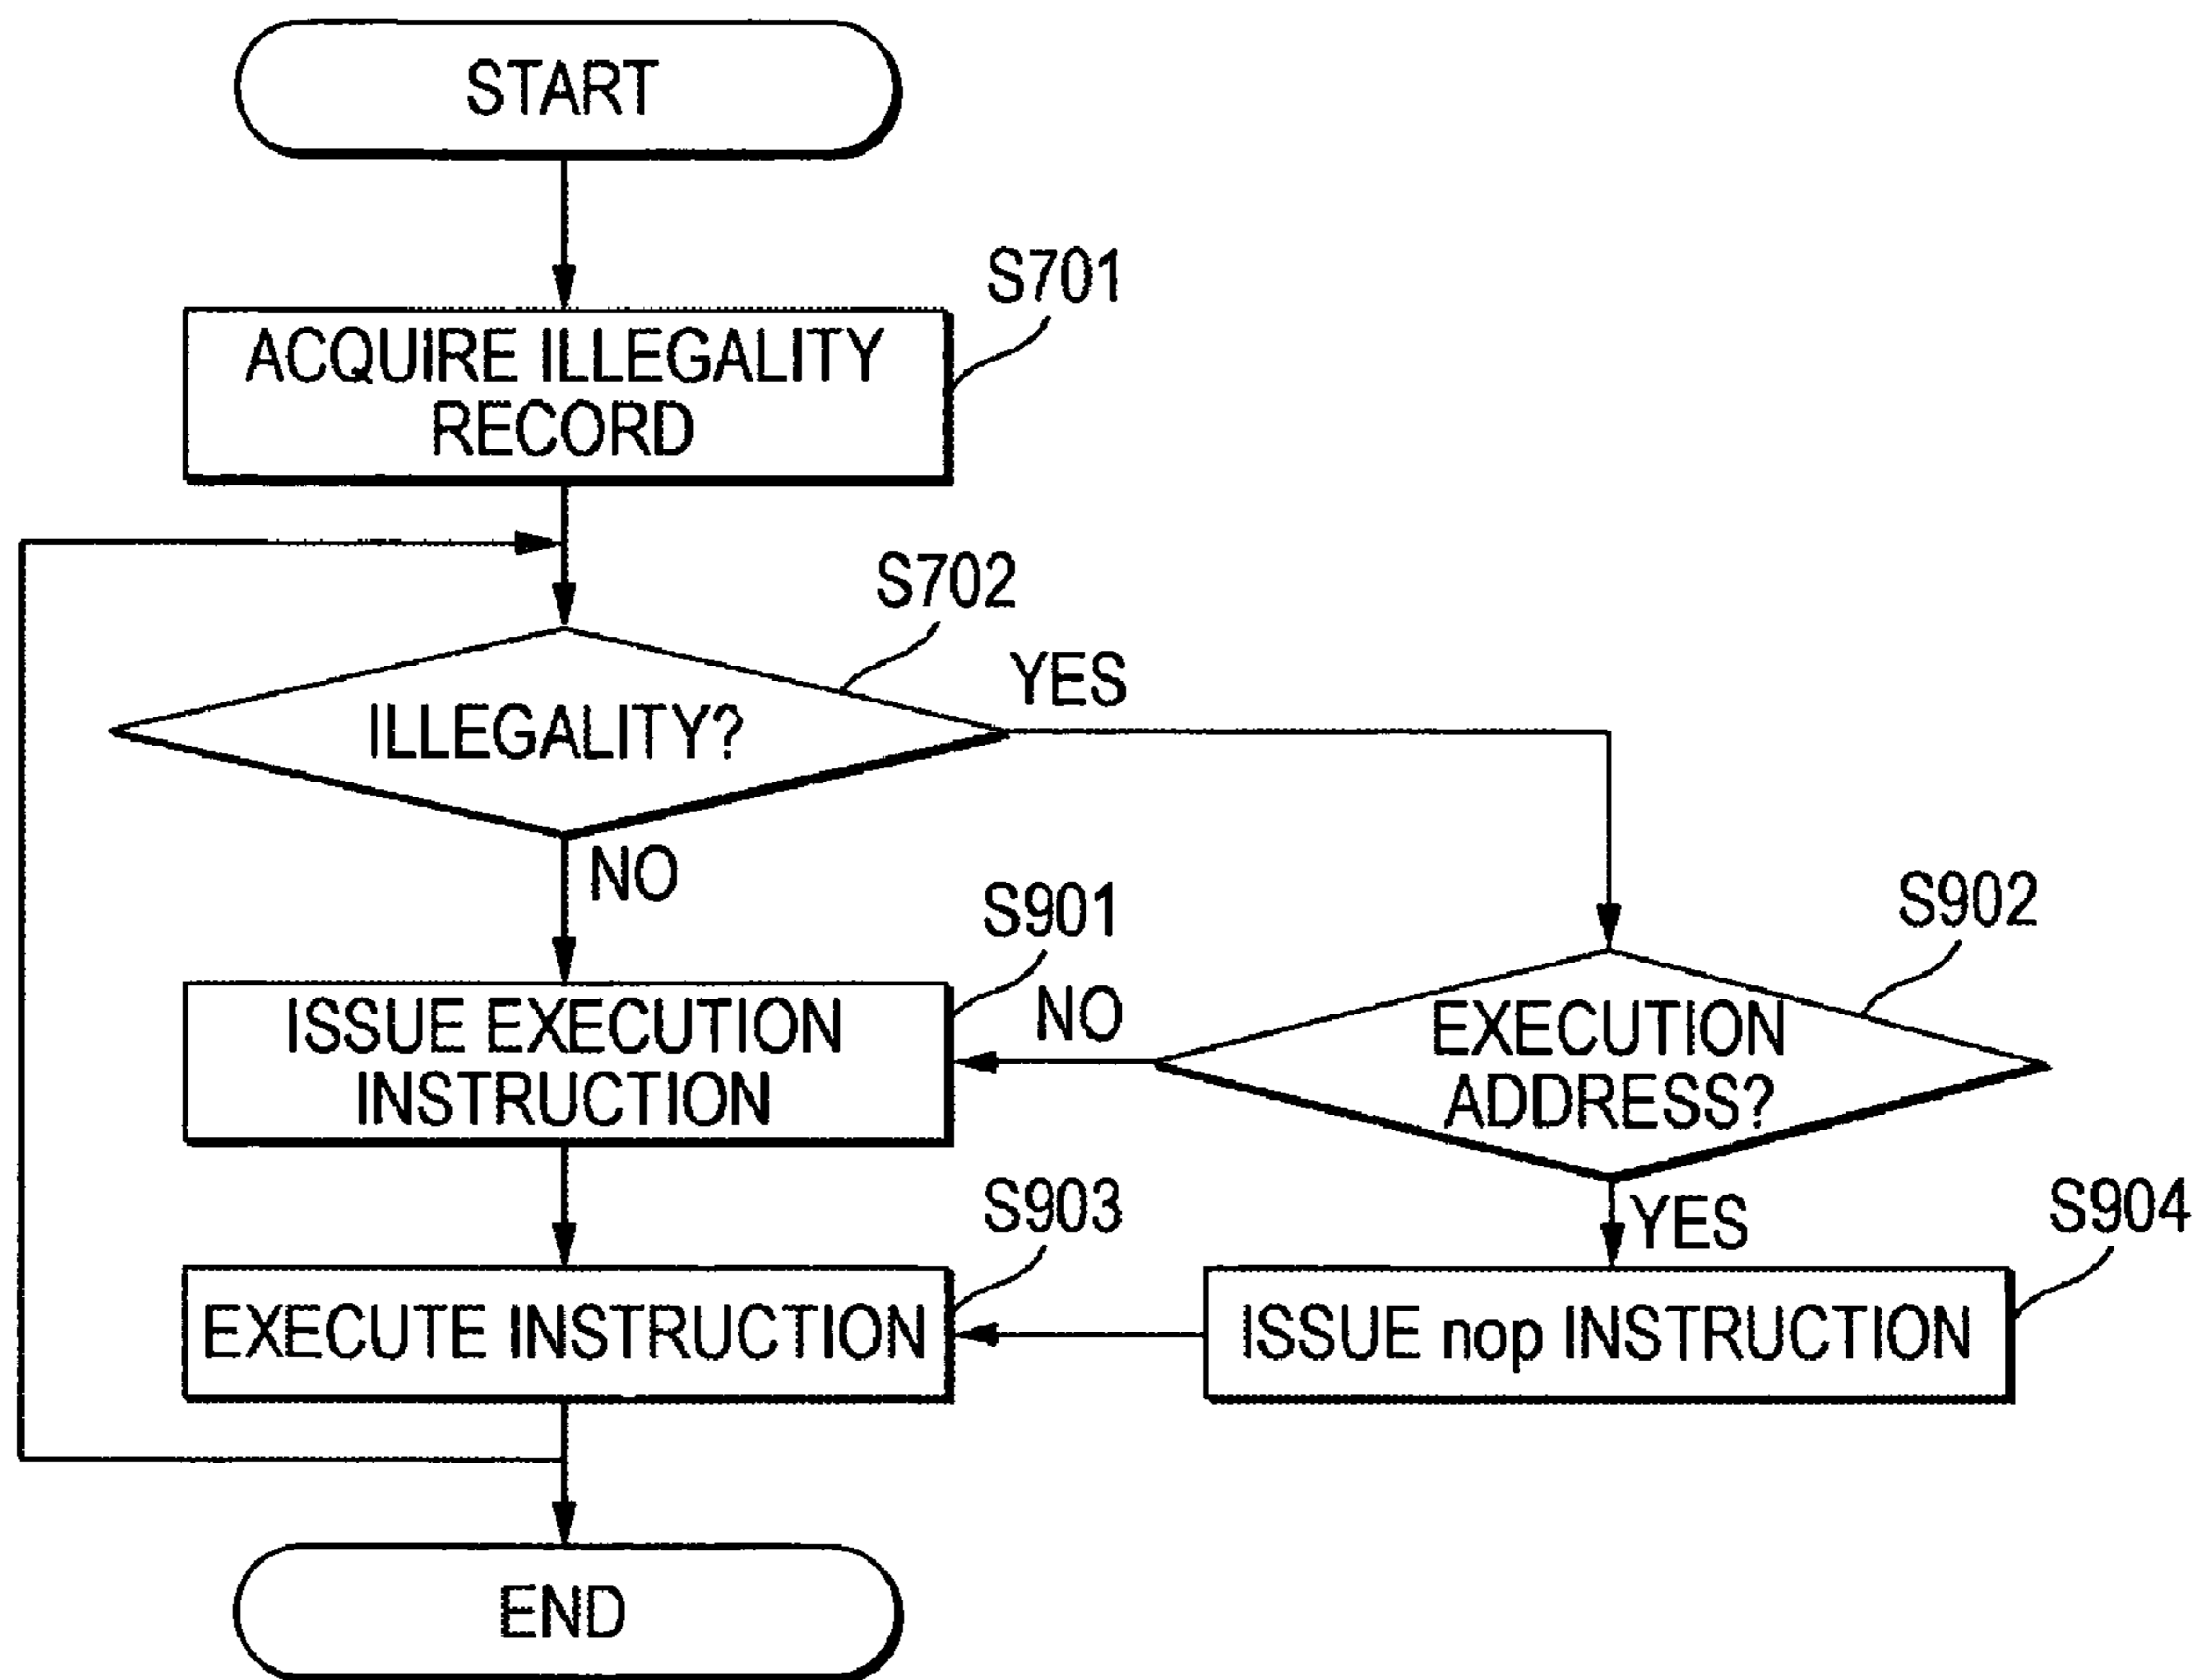 START
S701
ACQUIRE ILLEGALITY
RECORD
S702
YES
ILLEGALITY?
NO
S901
S902
ISSUE EXECUTION
INSTRUCTION
NO
EXECUTION
ADDRESS?
S903
YES
S904
EXECUTE INSTRUCTION
ISSUE nop INSTRUCTION
END